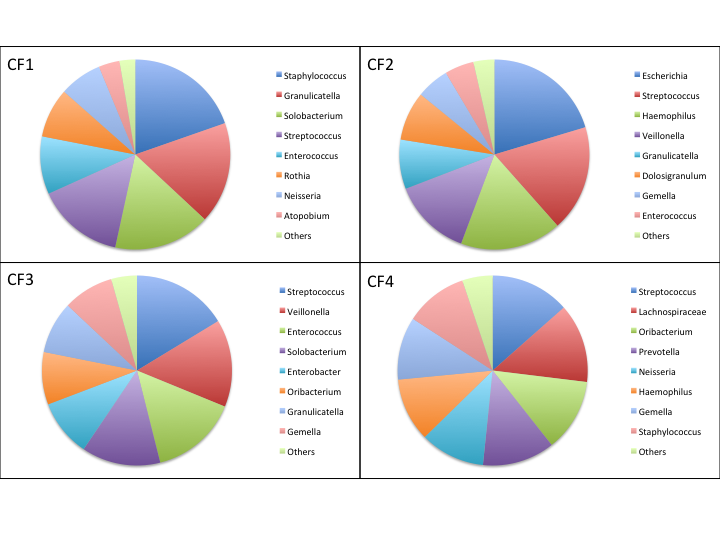 CF1
Staphylococcus
Granulicatella
Solobacterium
Streptococcus
Enterococcus
Rothia
Neisseria
Atopobium
Others
CF2
Escherichia
Streptococcus
Haemophilus
Veillonella
Granulicatella
Dolosigranulum
Gemella
Enterococcus
Others
CF3
Streptococcus
Veillonella
Enterococcus
Solobacterium
Enterobacter
Oribacterium
Granulicatella
Gemella
Others
CF4
Streptococcus
Lachnospiraceae
Oribacterium
Prevotella
Neisseria
Haemophilus
Gemella
Staphylococcus
Others